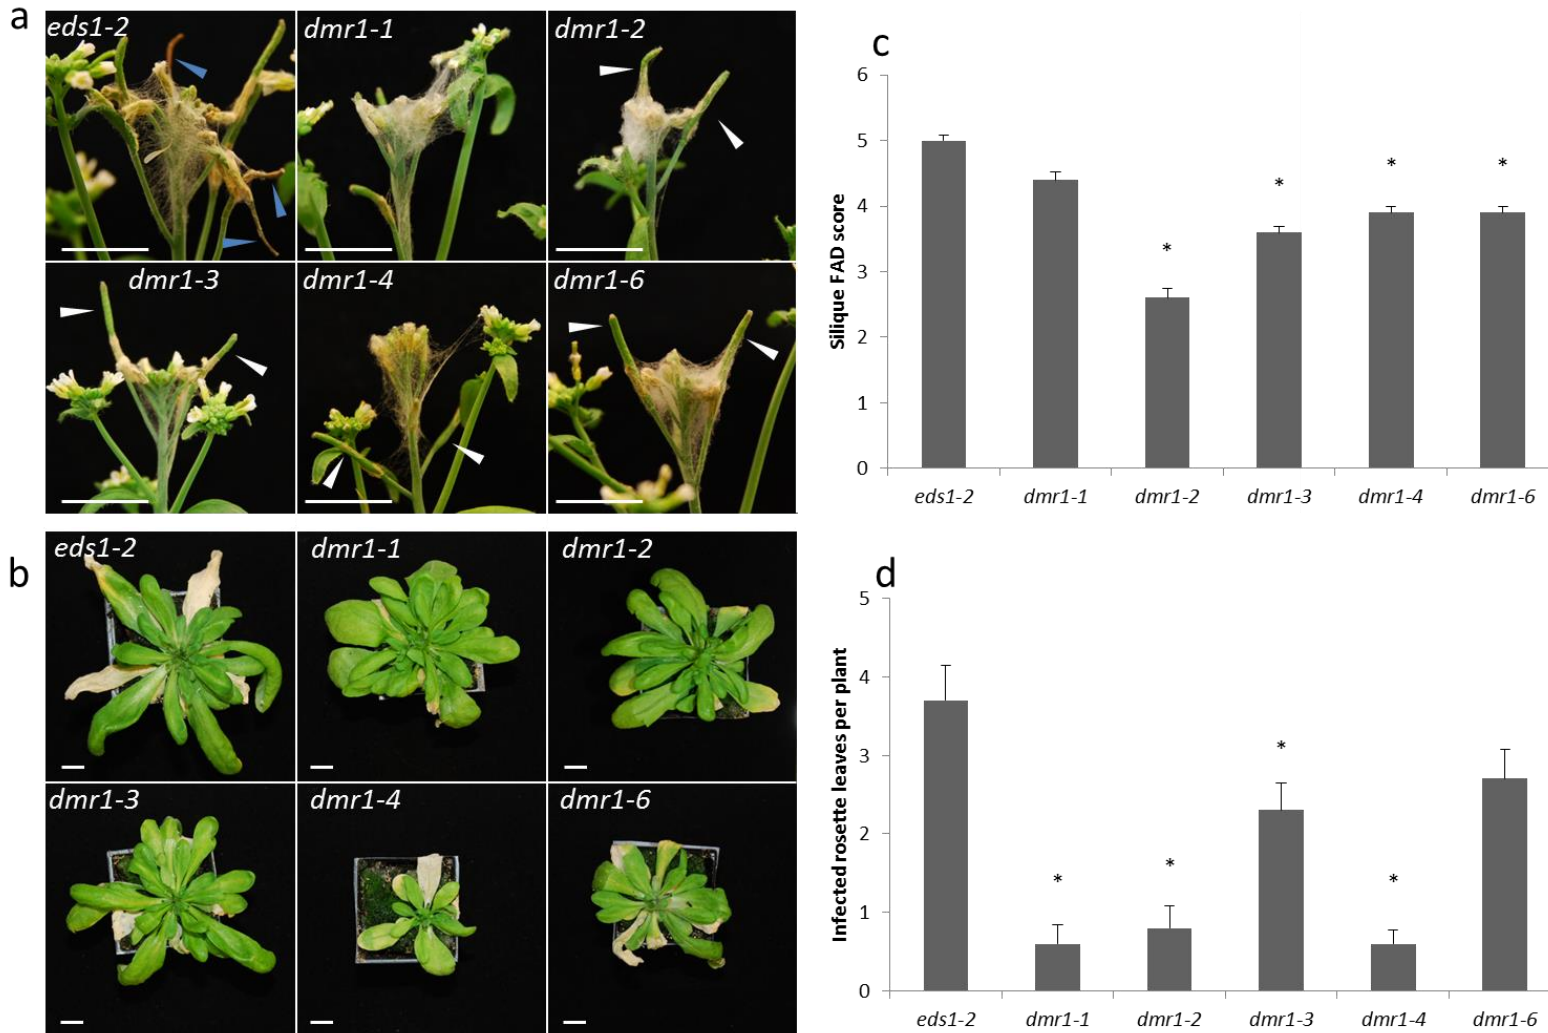 a
eds1-2
dmr1-1
dmr1-2
dmr1-3
dmr1-4
dmr1-6
b
eds1-2
dmr1-1
dmr1-2
dmr1-3
dmr1-4
dmr1-6
c
Silique FAD score
6
5
4
3
2
1
0
* * * *
eds1-2 dmr1-1 dmr1-2 dmr1-3 dmr1-4 dmr1-6
d
Infected rosette leaves per plant
5
4
3
2
1
0
* * * *
eds1-2 dmr1-1 dmr1-2 dmr1-3 dmr1-4 dmr1-6